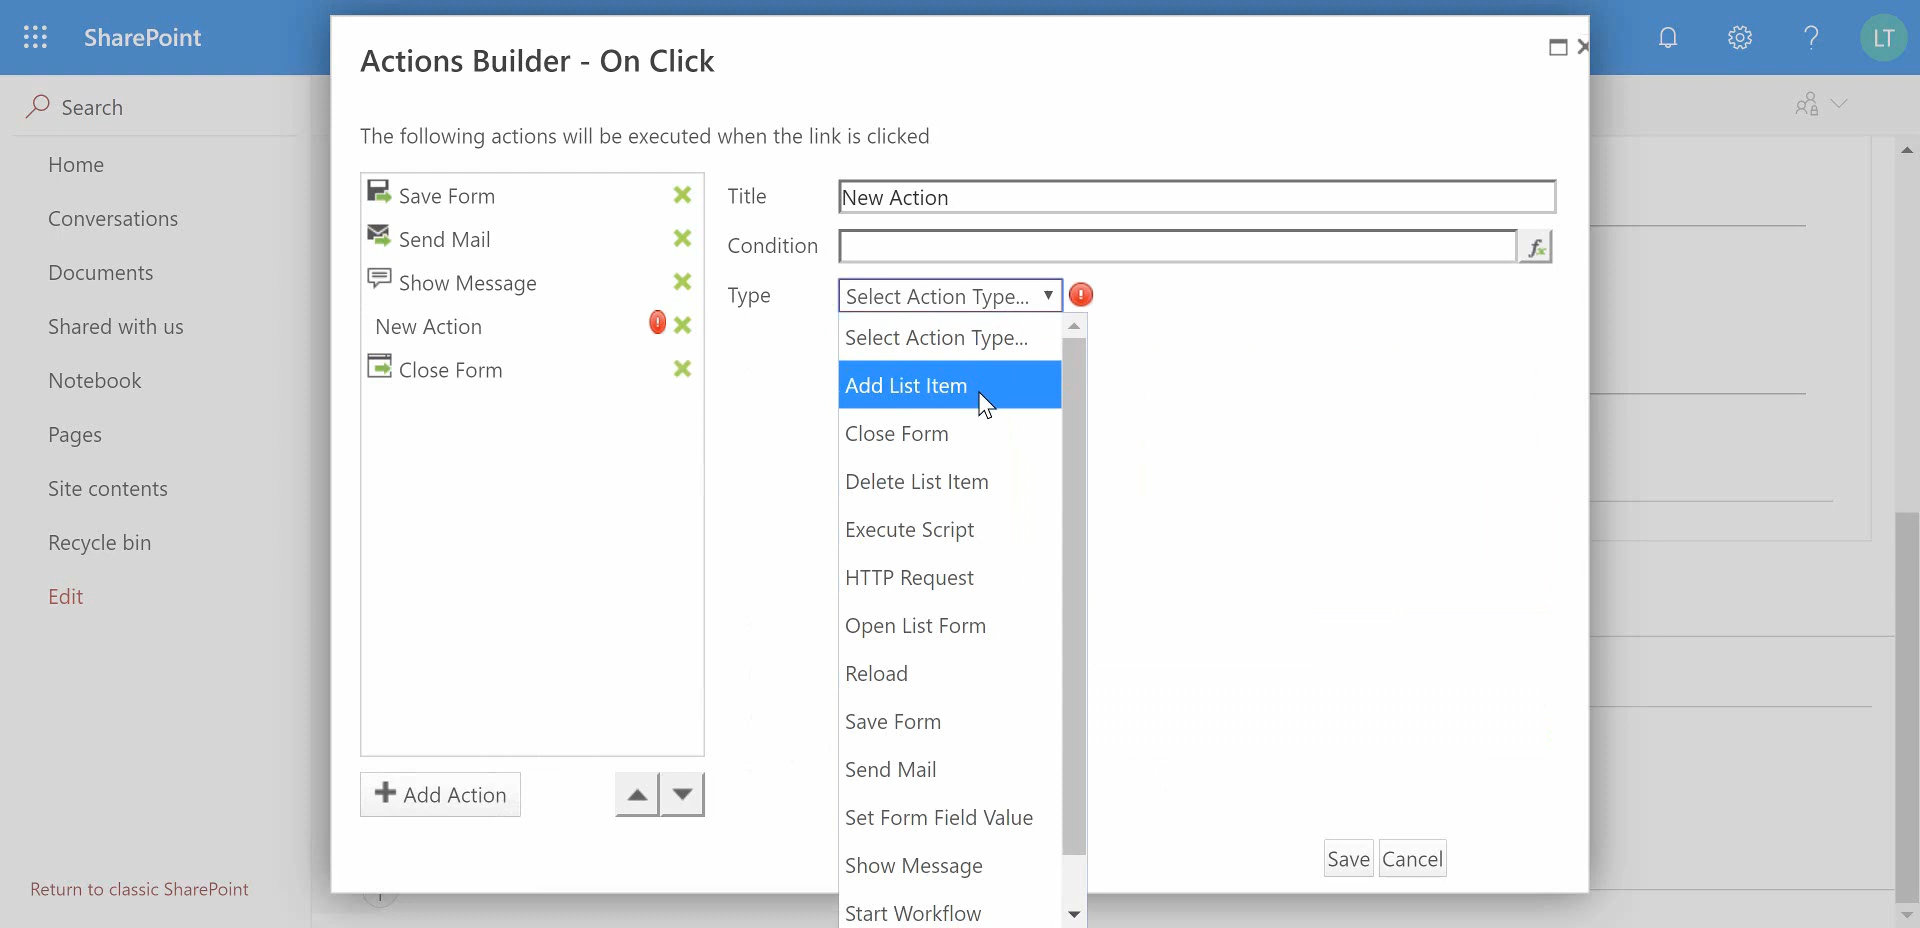 SharePoint
LT
Actions Builder - On Click
Search
The following actions will be executed when the link is clicked
Home
Conversations
Documents
Shared with us
Notebook
Pages
Site contents
Recycle bin
Edit
Return to classic SharePoint
Save Form
Send Mail
Show Message
New Action
Close Form
Add Action
Title
New Action
Condition
fx
Type
Select Action Type...
Select Action Type...
Add List Item
Close Form
Delete List Item
Execute Script
HTTP Request
Open List Form
Reload
Save Form
Send Mail
Set Form Field Value
Show Message
Start Workflow
Save Cancel